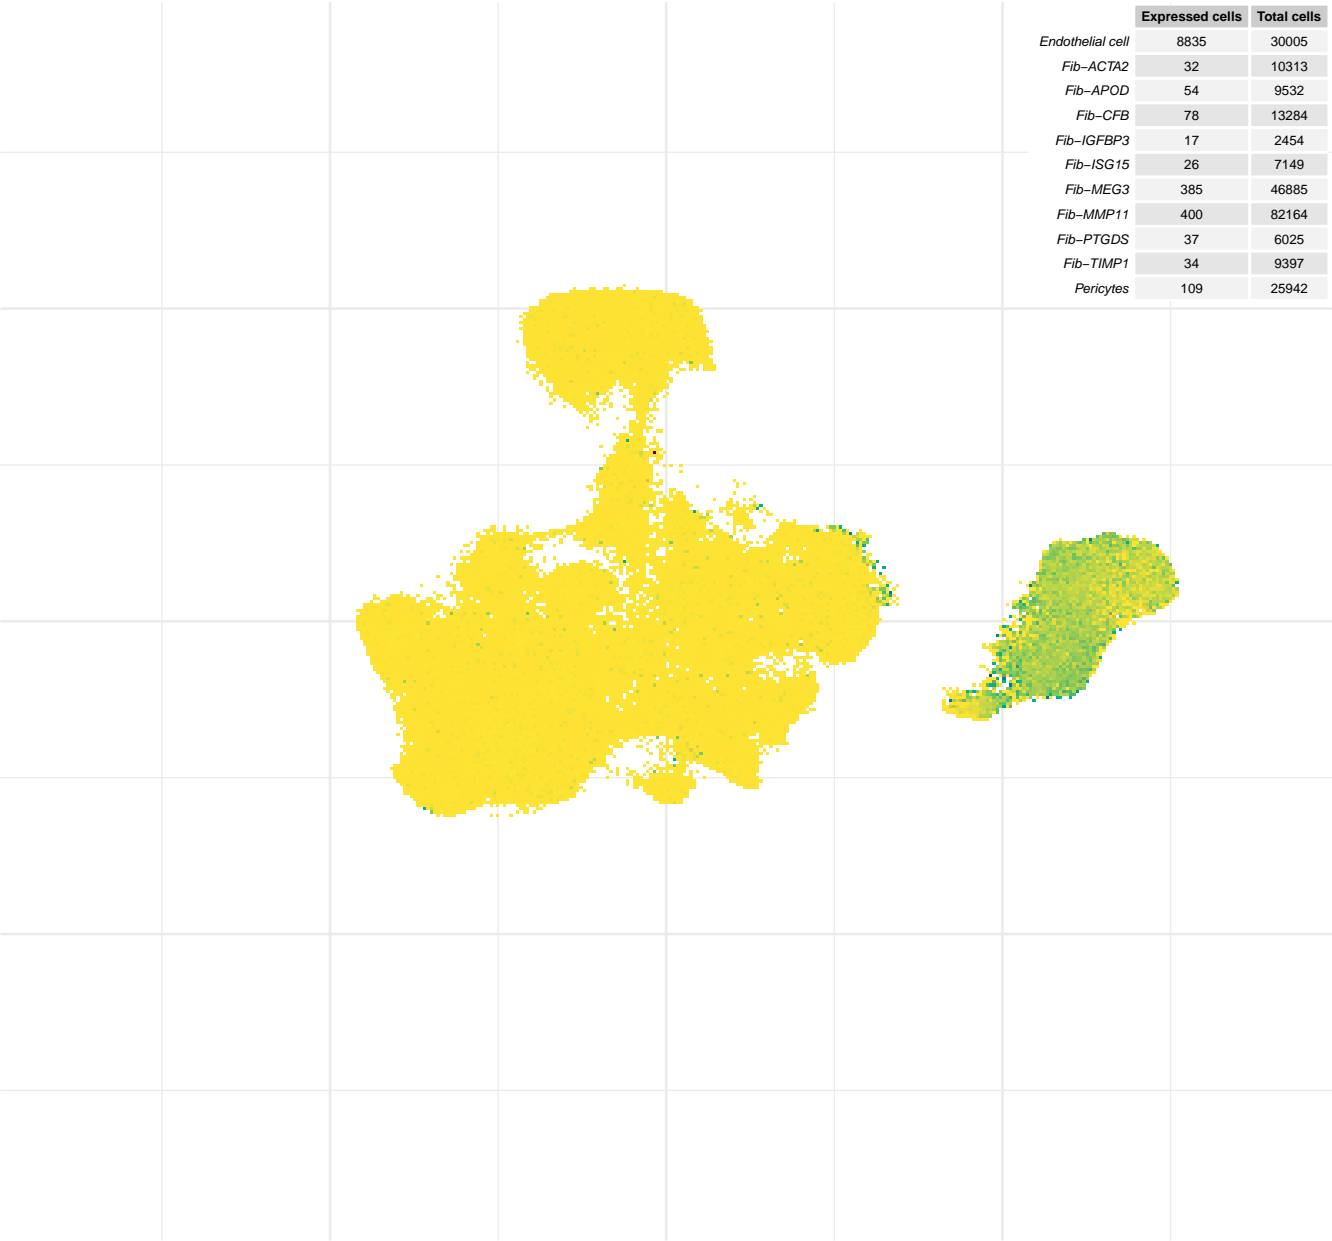 Expressed cells Total cells
Endothelial cell 8835 30005
Fib−ACTA2 32 10313
Fib−APOD 54 9532
Fib−CFB 78 13284
Fib−IGFBP3 17 2454
Fib−ISG15 26 7149
Fib−MEG3 385 46885
Fib−MMP11 400 82164
Fib−PTGDS 37 6025
Fib−TIMP1 34 9397
Pericytes 109 25942